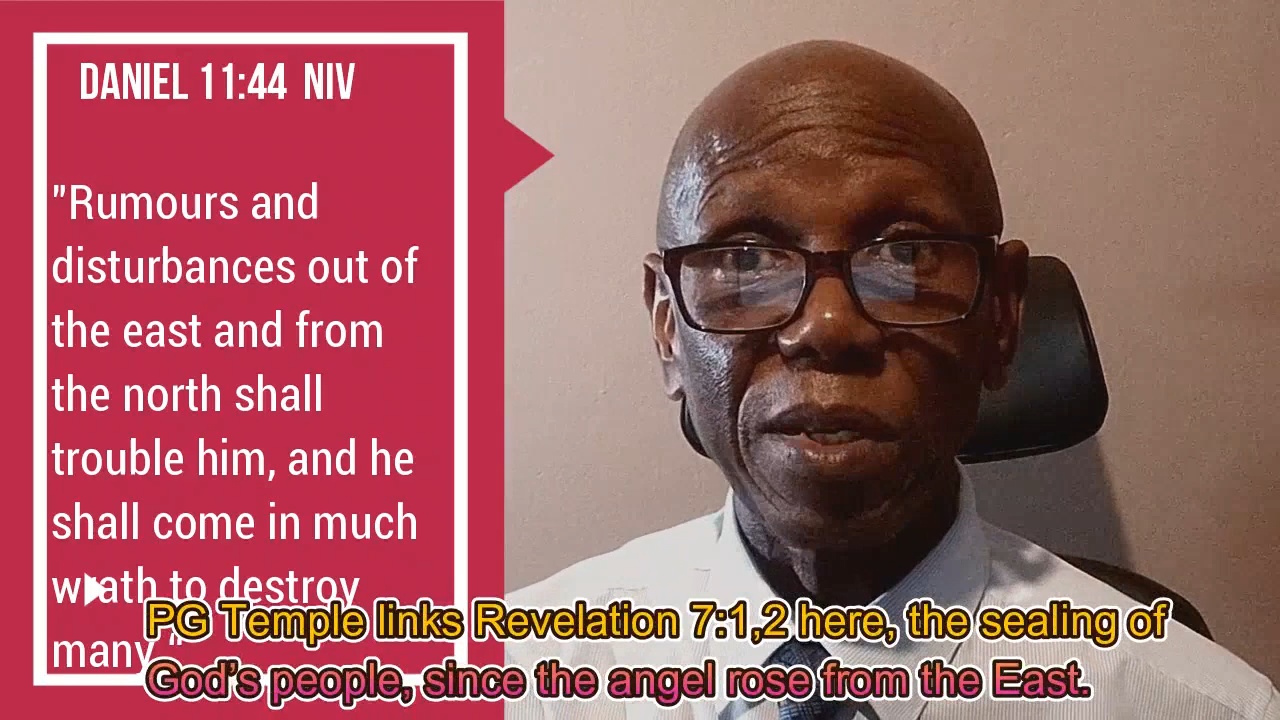 DANIEL 11:44 NIV
"Rumours and
disturbances out of
the east and from
the north shall
trouble him, and he
shall come in much
wrath to destroy
many."
PG Temple links Revelation 7:1,2 here, the sealing of
God’s people, since the angel rose from the East.